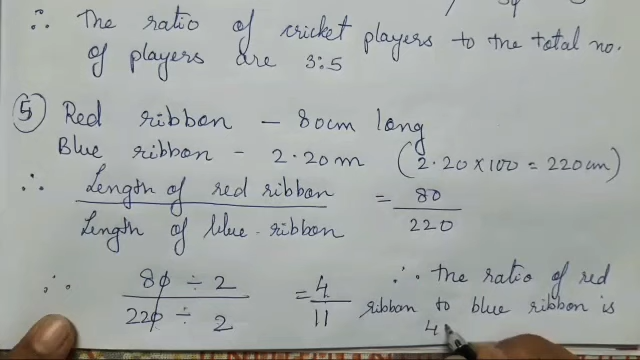 ∴ The ratio of cricket players to the total no.
of players are 3:5
⑤ Red ribbon — 80cm long
Blue ribbon - 2.20m (2.20 x 100 = 220cm)
∴ Length of red ribbon / Length of blue ribbon = 80 / 220
∴ 80 ÷ 2 / 220 ÷ 2 = 4 / 11 ∴ The ratio of red
ribbon to blue ribbon is
4